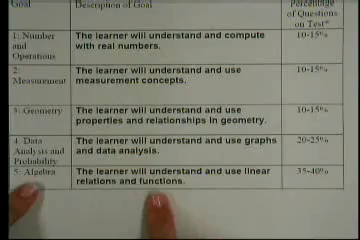 Goal Description of Goal Percentage
of Questions
on Test*
1: Number
and
Operations
The learner will understand and compute
with real numbers.
10-15%
2:
Measurement
The learner will understand and use
measurement concepts.
10-15%
3: Geometry
The learner will understand and use
properties and relationships in geometry.
10-15%
4: Data
Analysis and
Probability
The learner will understand and use graphs
and data analysis.
20-25%
5: Algebra
The learner will understand and use linear
relations and functions.
35-40%